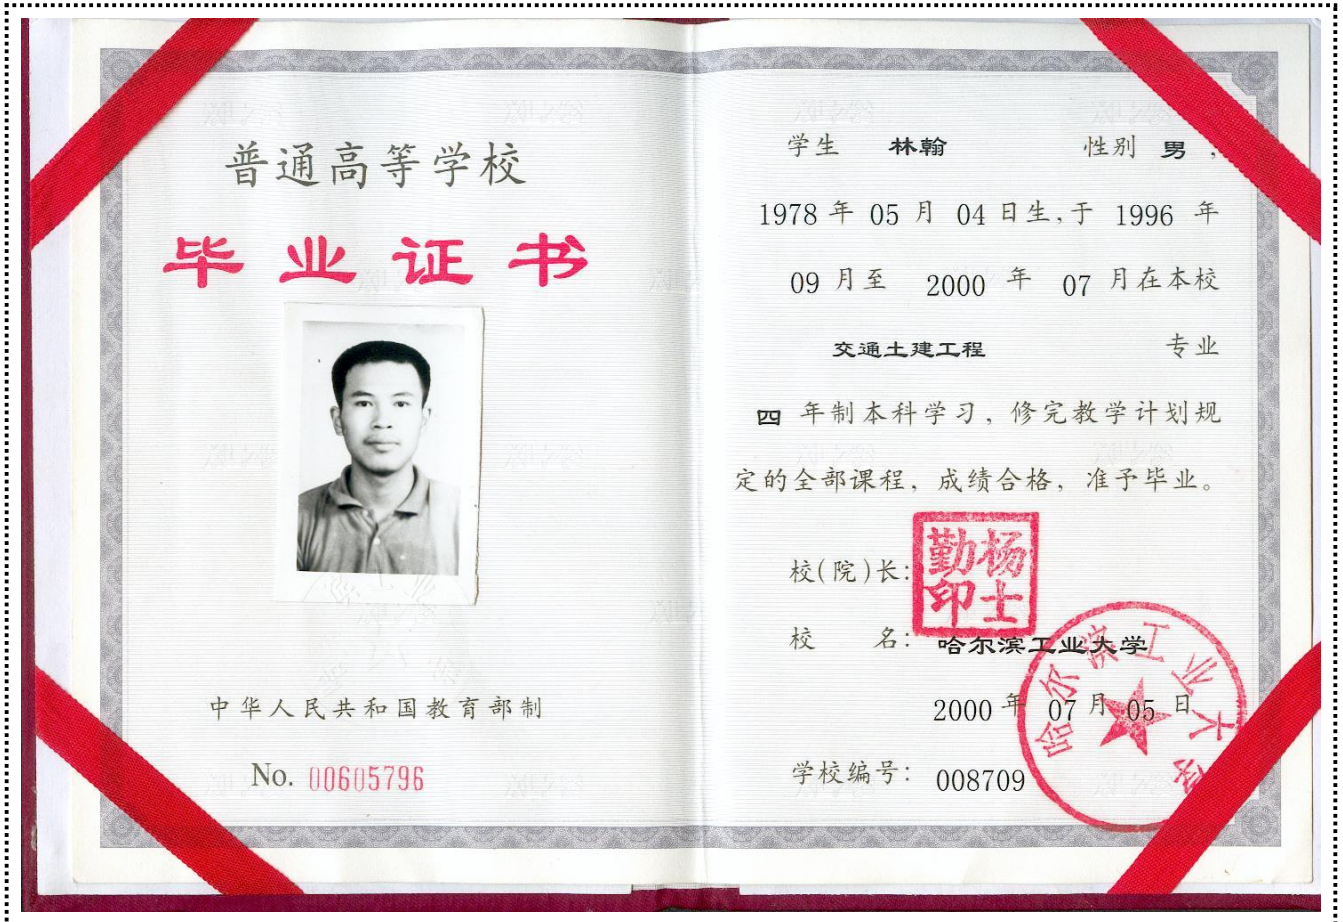 普通高等学校
毕业证书
中华人民共和国教育部制
No. 00605796
学生 林翰 性别 男，
1978 年 05 月 04 日生,于 1996 年
09 月至 2000 年 07 月在本校
交通土建工程 专业
四 年制本科学习，修完教学计划规
定的全部课程，成绩合格，准予毕业。
校(院)长：
杨士勤印
校 名： 哈尔滨工业大学
哈尔滨工业大学
2000 年 07 月 05 日
学校编号： 008709